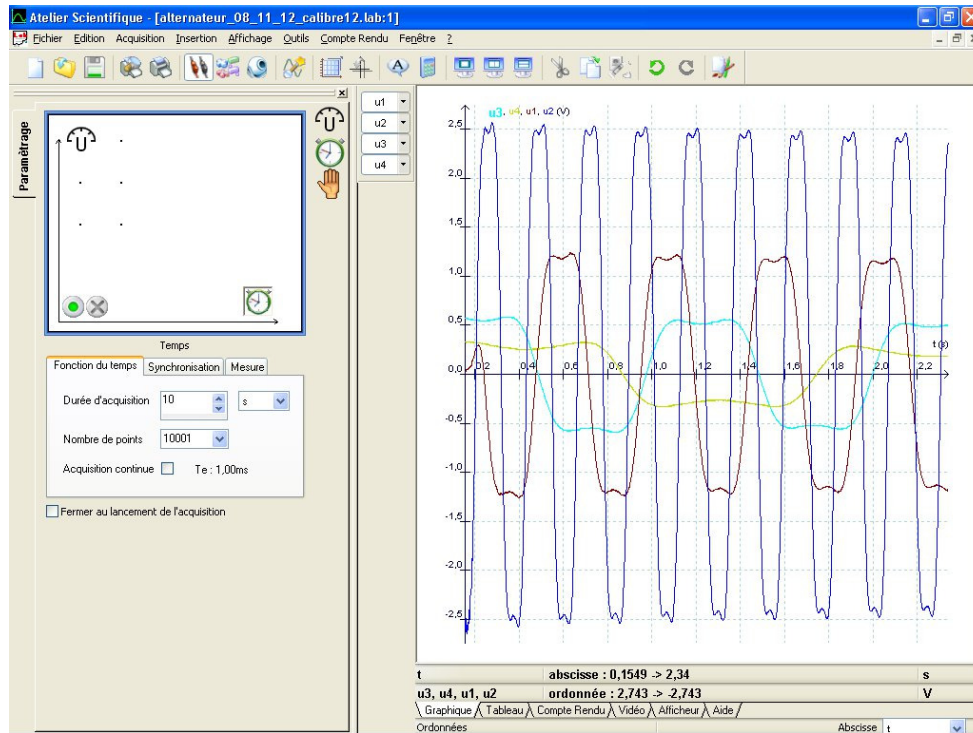 Atelier Scientifique - [alternateur_08_11_12_calibre12.lab:1]
Fichier Edition Acquisition Insertion Affichage Outils Compte Rendu Fenêtre ?
Paramétrage
U
Temps
Fonction du temps Synchronisation Mesure
Durée d'acquisition 10 s
Nombre de points 10001
Acquisition continue Te : 1,00ms
Fermer au lancement de l'acquisition
u1
u2
u3
u4
u3, u4, u1, u2 (V)
2,5
2,0
1,5
1,0
0,5
0,0
-0,5
-1,0
-1,5
-2,0
-2,5
t (s)
0,2 0,4 0,6 0,8 1,0 1,2 1,4 1,6 1,8 2,0 2,2
t abscisse : 0,1549 -> 2,34 s
u3, u4, u1, u2 ordonnée : 2,743 -> -2,743 V
Graphique Tableau Compte Rendu Vidéo Afficheur Aide
Ordonnées Abscisse t